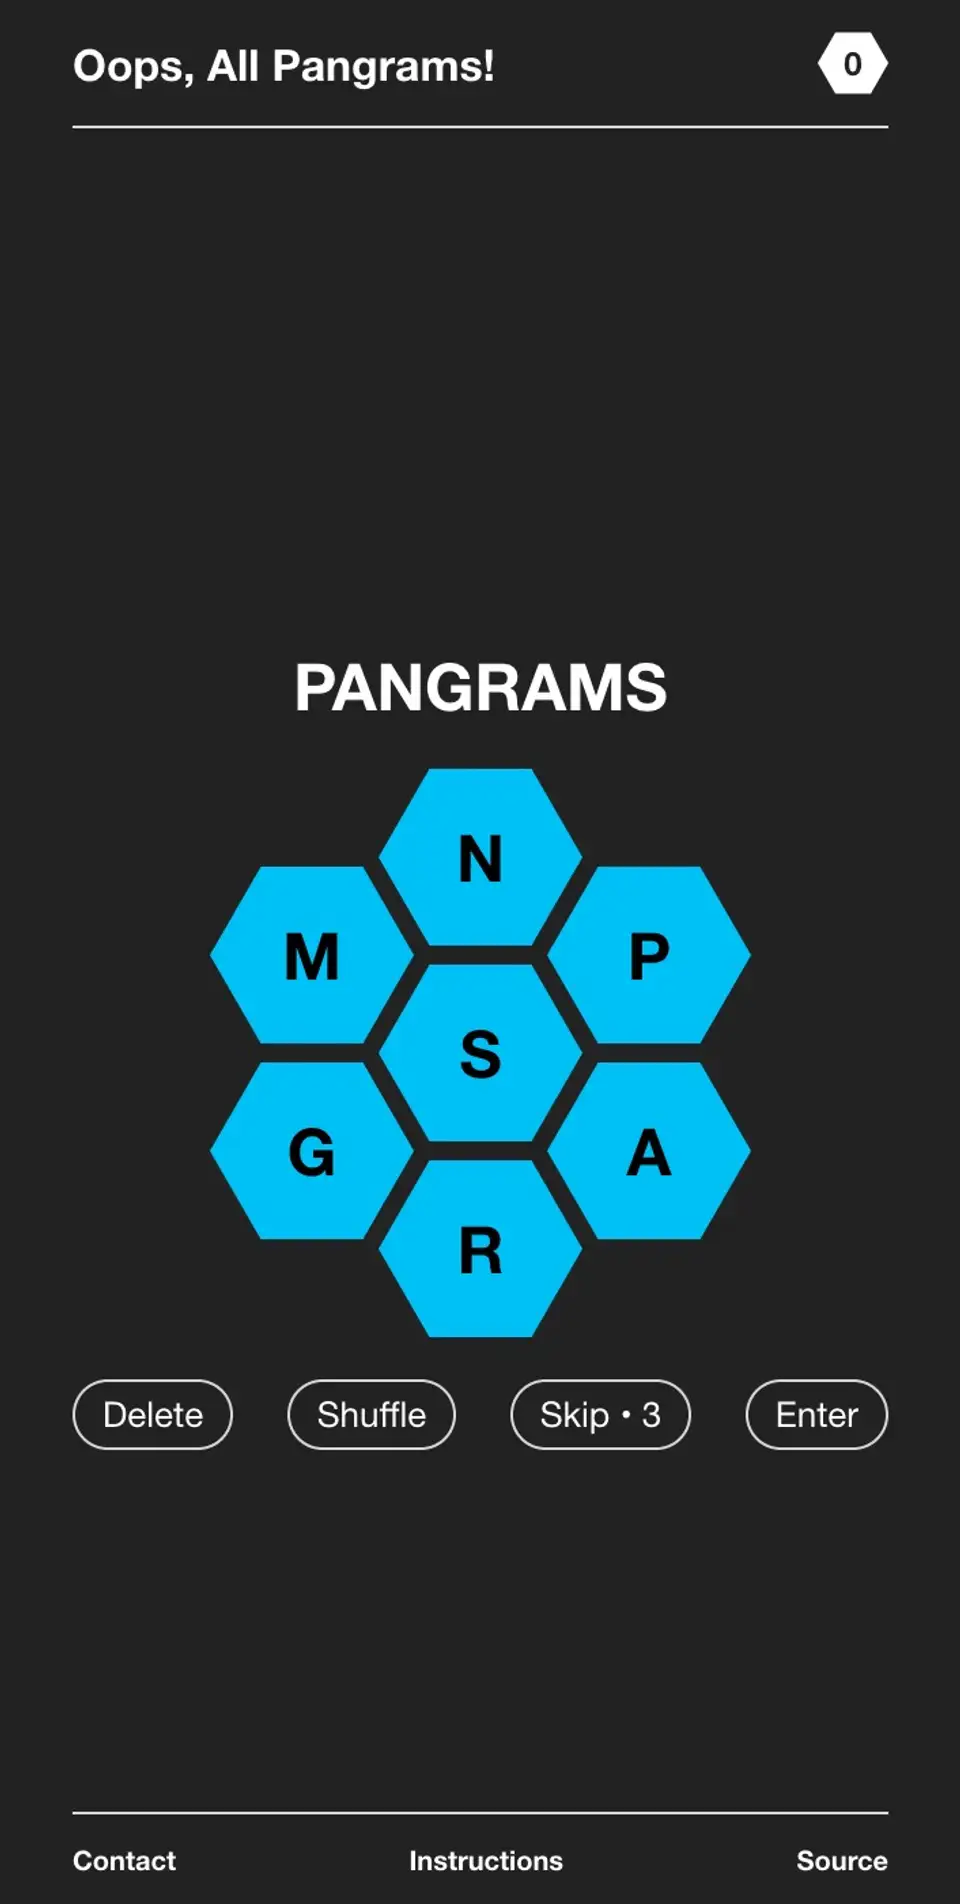 Oops, All Pangrams! 0
PANGRAMS
N
M P
S
G A
R
Delete Shuffle Skip • 3 Enter
Contact Instructions Source